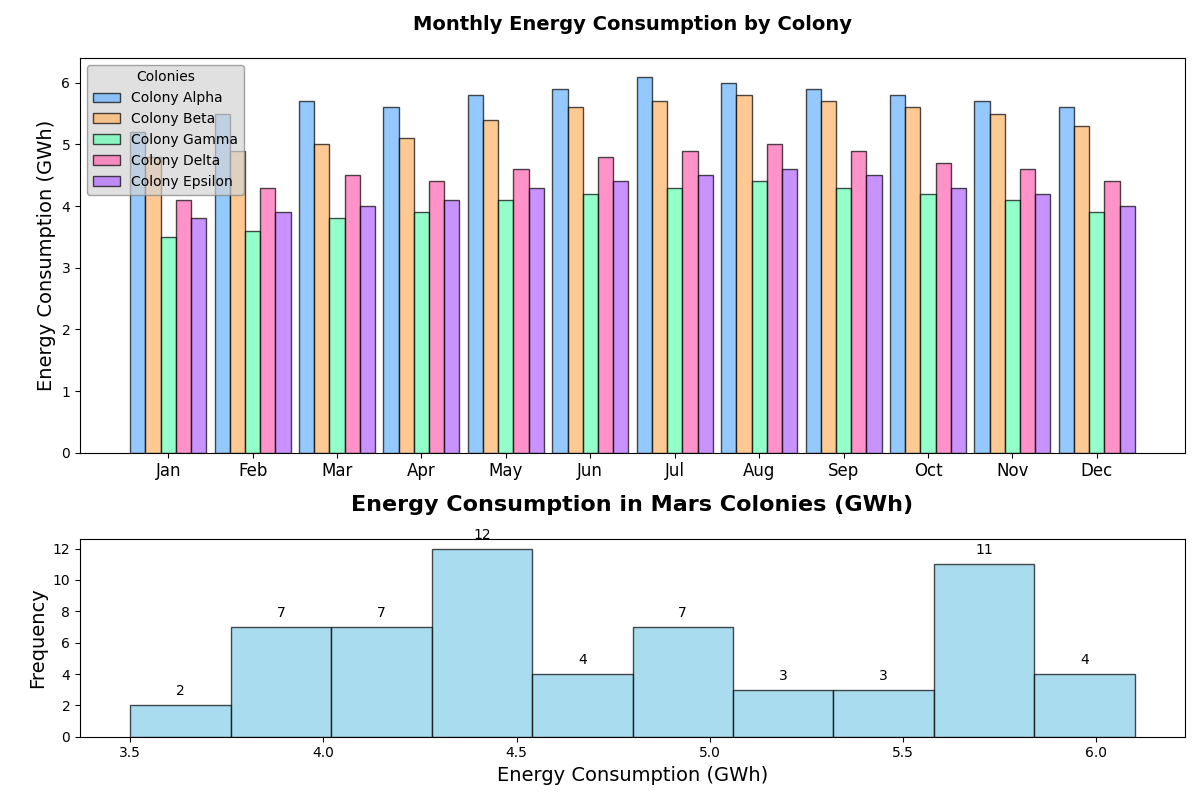 Monthly Energy Consumption by Colony
Energy Consumption (GWh)
6
5
4
3
2
1
0
Colonies
Colony Alpha
Colony Beta
Colony Gamma
Colony Delta
Colony Epsilon
Jan Feb Mar Apr May Jun Jul Aug Sep Oct Nov Dec
Energy Consumption in Mars Colonies (GWh)
Frequency
12
10
8
6
4
2
0
2 7 7 12 4 7 3 3 11 4
3.5 4.0 4.5 5.0 5.5 6.0
Energy Consumption (GWh)